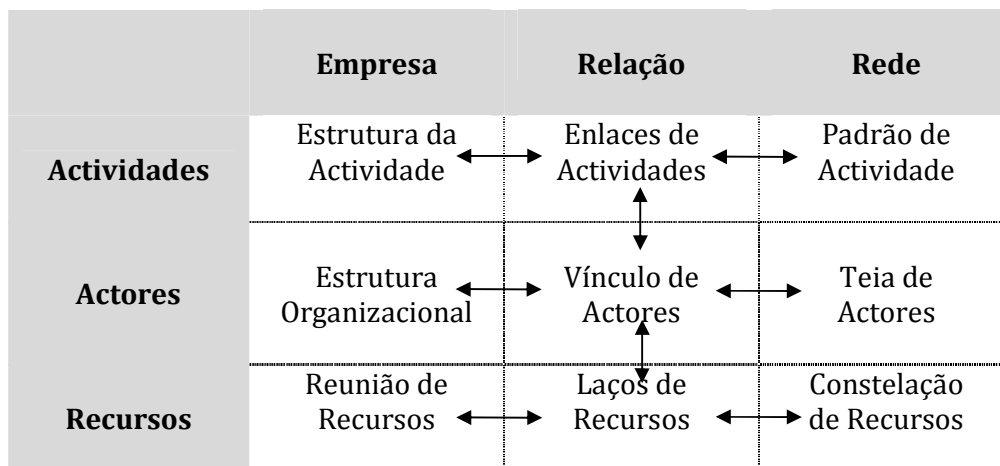 Empresa
Relação
Rede
Actividades
Estrutura da
Actividade
Enlaces de
Actividades
Padrão de
Actividade
Actores
Estrutura
Organizacional
Vínculo de
Actores
Teia de
Actores
Recursos
Reunião de
Recursos
Laços de
Recursos
Constelação
de Recursos